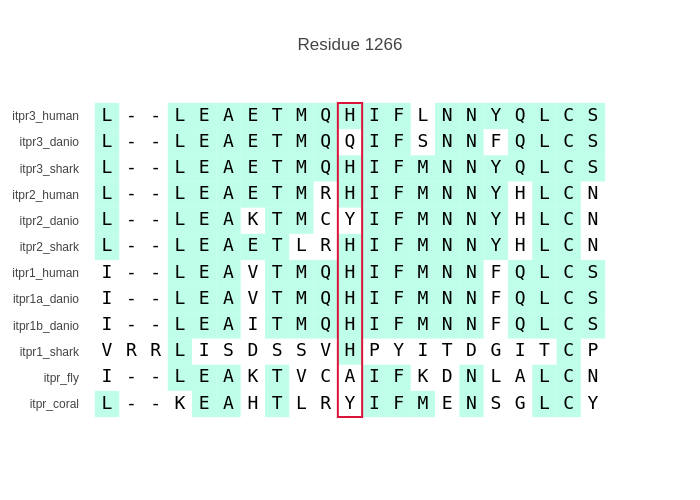 Residue 1266
itpr3_human L - - L E A E T M Q H I F L N N Y Q L C S
itpr3_danio L - - L E A E T M Q Q I F S N N F Q L C S
itpr3_shark L - - L E A E T M Q H I F M N N Y Q L C S
itpr2_human L - - L E A E T M R H I F M N N Y H L C N
itpr2_danio L - - L E A K T M C Y I F M N N Y H L C N
itpr2_shark L - - L E A E T L R H I F M N N Y H L C N
itpr1_human I - - L E A V T M Q H I F M N N F Q L C S
itpr1a_danio I - - L E A V T M Q H I F M N N F Q L C S
itpr1b_danio I - - L E A I T M Q H I F M N N F Q L C S
itpr1_shark V R R L I S D S S V H P Y I T D G I T C P
itpr_fly I - - L E A K T V C A I F K D N L A L C N
itpr_coral L - - K E A H T L R Y I F M E N S G L C Y